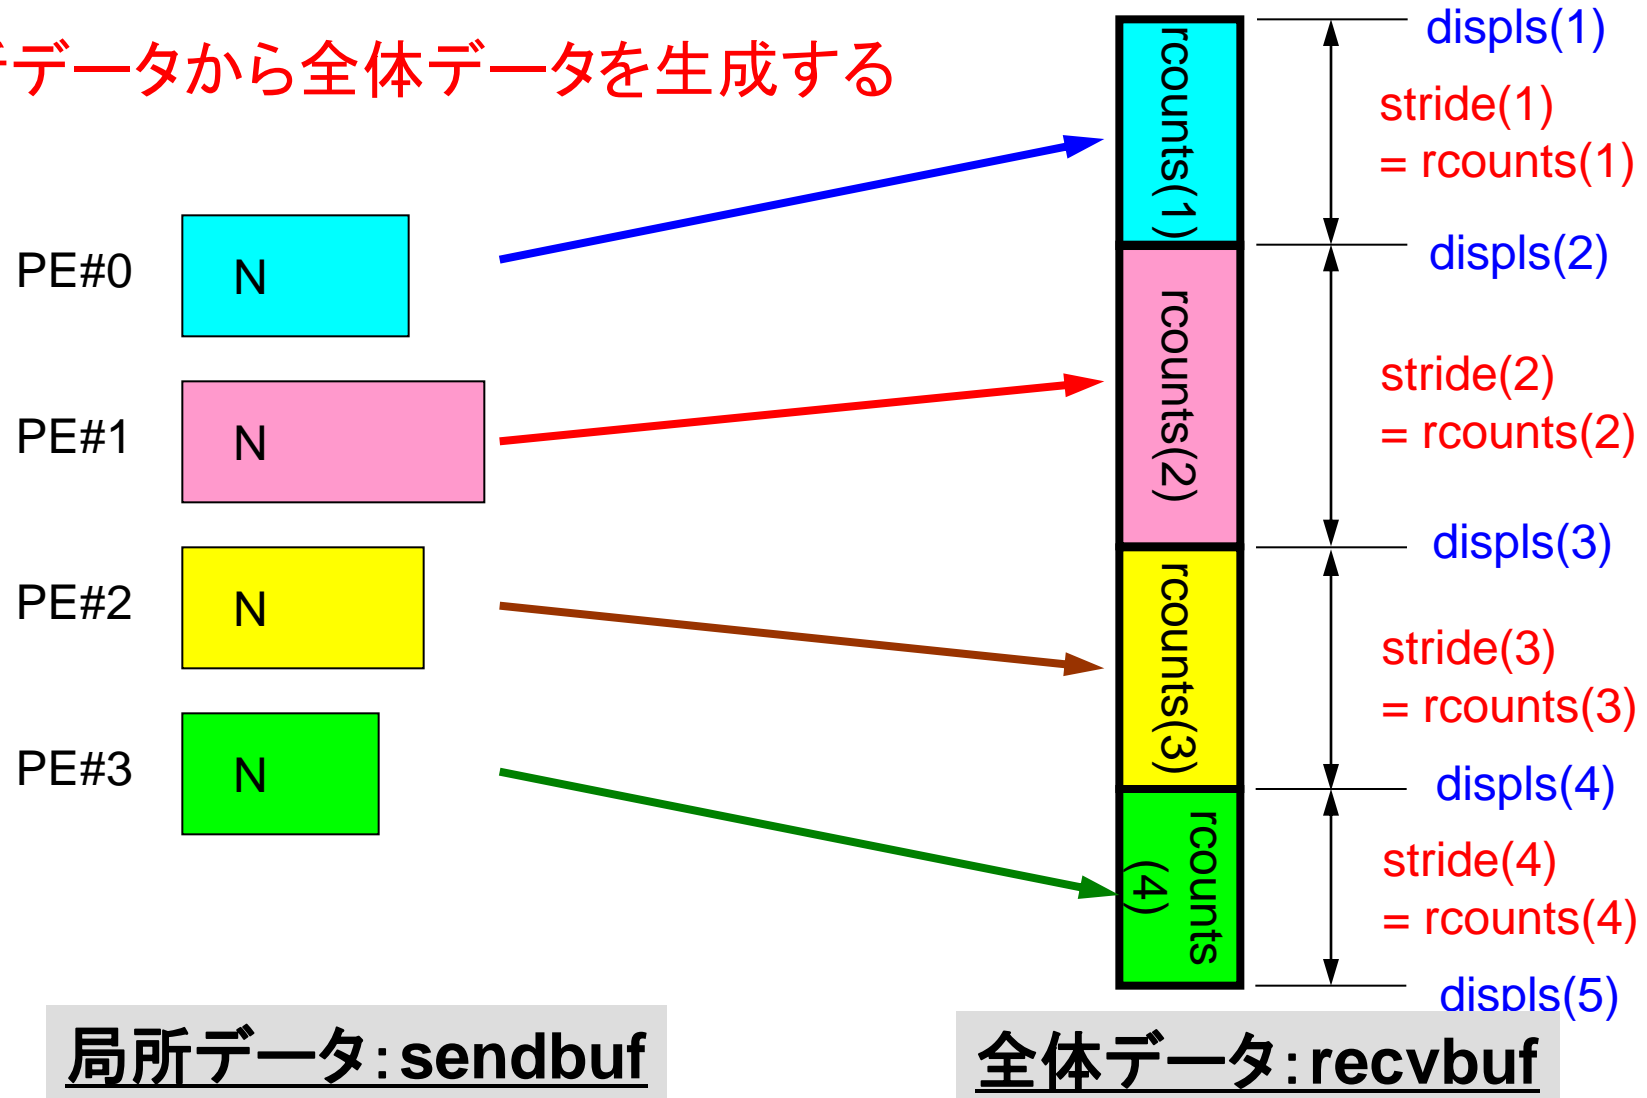 データから全体データを生成する
PE#0
N
PE#1
N
PE#2
N
PE#3
N
局所データ:sendbuf
rcounts(1)
rcounts(2)
rcounts(3)
rcounts
(4)
displs(1)
stride(1)
= rcounts(1)
displs(2)
stride(2)
= rcounts(2)
displs(3)
stride(3)
= rcounts(3)
displs(4)
stride(4)
= rcounts(4)
displs(5)
全体データ:recvbuf